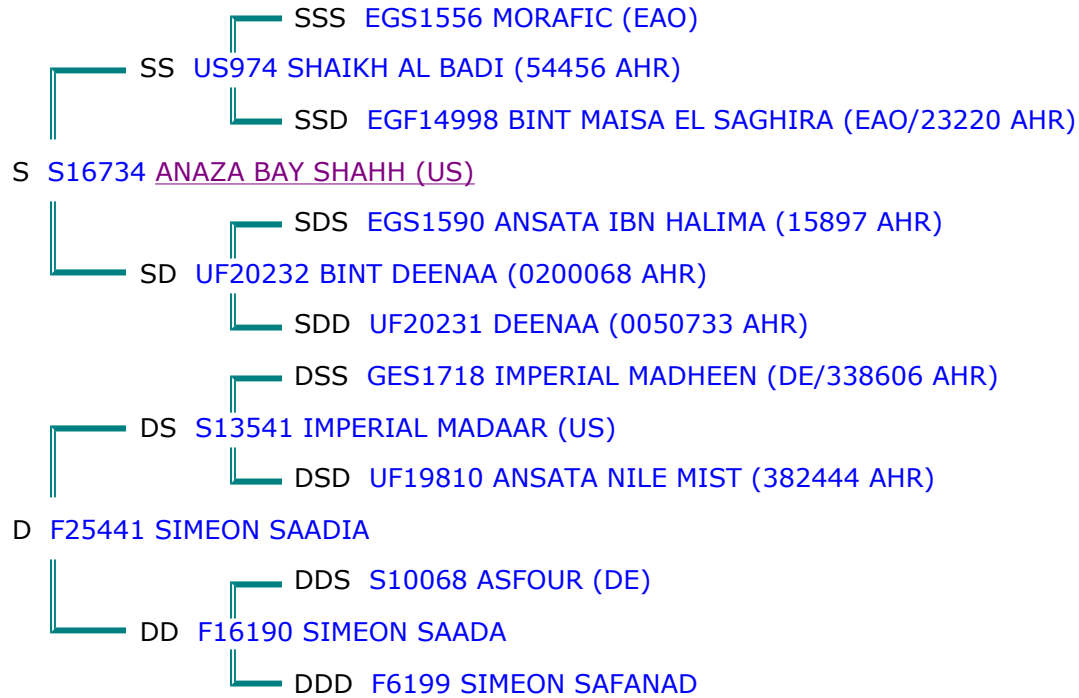 SSS EGS1556 MORAFIC (EAO)
SS US974 SHAIKH AL BADI (54456 AHR)
SSD EGF14998 BINT MAISA EL SAGHIRA (EAO/23220 AHR)
S S16734 ANAZA BAY SHAHH (US)
SDS EGS1590 ANSATA IBN HALIMA (15897 AHR)
SD UF20232 BINT DEENAA (0200068 AHR)
SDD UF20231 DEENAA (0050733 AHR)
DSS GES1718 IMPERIAL MADHEEN (DE/338606 AHR)
DS S13541 IMPERIAL MADAAR (US)
DSD UF19810 ANSATA NILE MIST (382444 AHR)
D F25441 SIMEON SAADIA
DDS S10068 ASFOUR (DE)
DD F16190 SIMEON SAADA
DDD F6199 SIMEON SAFANAD